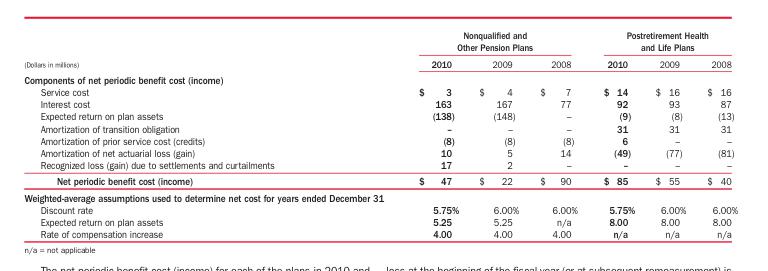 Nonqualified and Postretirement Health
Other Pension Plans and Life Plans
(Dollars in millions) 2010 2009 2008 2010 2009 2008
Components of net periodic benefit cost (income)
Service cost $ 3 $ 4 $ 7 $ 14 $ 16 $ 16
Interest cost 163 167 77 92 93 87
Expected return on plan assets (138) (148) – (9) (8) (13)
Amortization of transition obligation – – – 31 31 31
Amortization of prior service cost (credits) (8) (8) (8) 6 – –
Amortization of net actuarial loss (gain) 10 5 14 (49) (77) (81)
Recognized loss (gain) due to settlements and curtailments 17 2 – – – –
Net periodic benefit cost (income) $ 47 $ 22 $ 90 $ 85 $ 55 $ 40
Weighted-average assumptions used to determine net cost for years ended December 31
Discount rate 5.75% 6.00% 6.00% 5.75% 6.00% 6.00%
Expected return on plan assets 5.25 5.25 n/a 8.00 8.00 8.00
Rate of compensation increase 4.00 4.00 4.00 n/a n/a n/a
n/a = not applicable
The net periodic benefit cost (income) for each of the plans in 2010 and loss at the beginning of the fiscal year (or at subsequent remeasurement) is